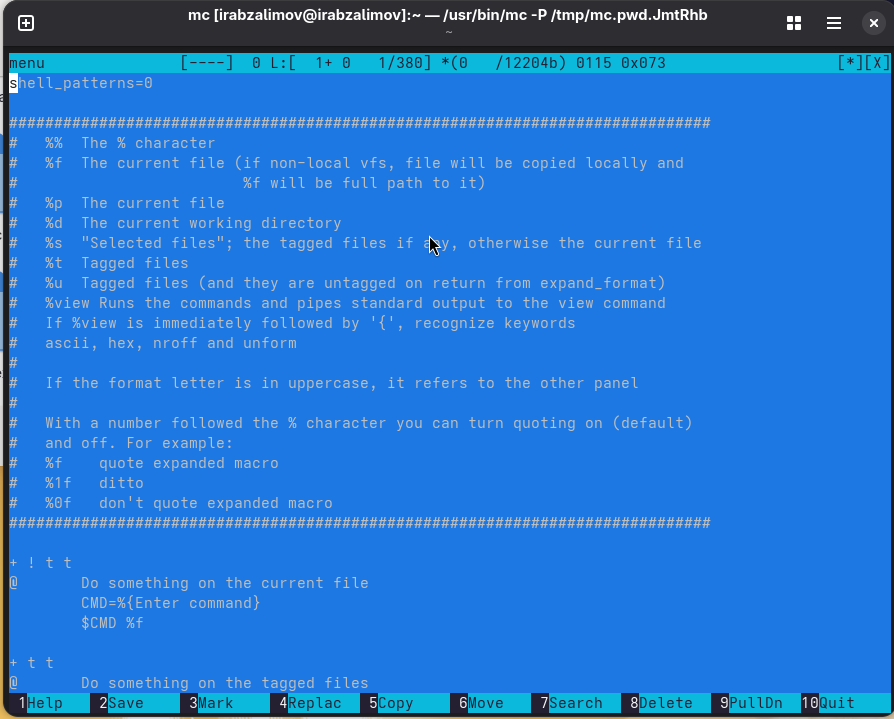 mc [irabzalimov@irabzalimov]:~ — /usr/bin/mc -P /tmp/mc.pwd.JmtRhb
~
menu               [----]  0 L:[  1+ 0   1/380] *(0   /12204b) 0115 0x073                   [*][X]
shell_patterns=0
##############################################################################
#   %%  The % character
#   %f  The current file (if non-local vfs, file will be copied locally and
#                         %f will be full path to it)
#   %p  The current file
#   %d  The current working directory
#   %s  "Selected files"; the tagged files if any, otherwise the current file
#   %t  Tagged files
#   %u  Tagged files (and they are untagged on return from expand_format)
#   %view Runs the commands and pipes standard output to the view command
#   If %view is immediately followed by '{', recognize keywords
#   ascii, hex, nroff and unform
#
#   If the format letter is in uppercase, it refers to the other panel
#
#   With a number followed the % character you can turn quoting on (default)
#   and off. For example:
#   %f    quote expanded macro
#   %1f   ditto
#   %0f   don't quote expanded macro
##############################################################################
+ ! t t
@       Do something on the current file
        CMD=%{Enter command}
        $CMD %f
+ t t
@       Do something on the tagged files
1Help   2Save   3Mark   4Replac   5Copy   6Move   7Search   8Delete   9PullDn   10Quit